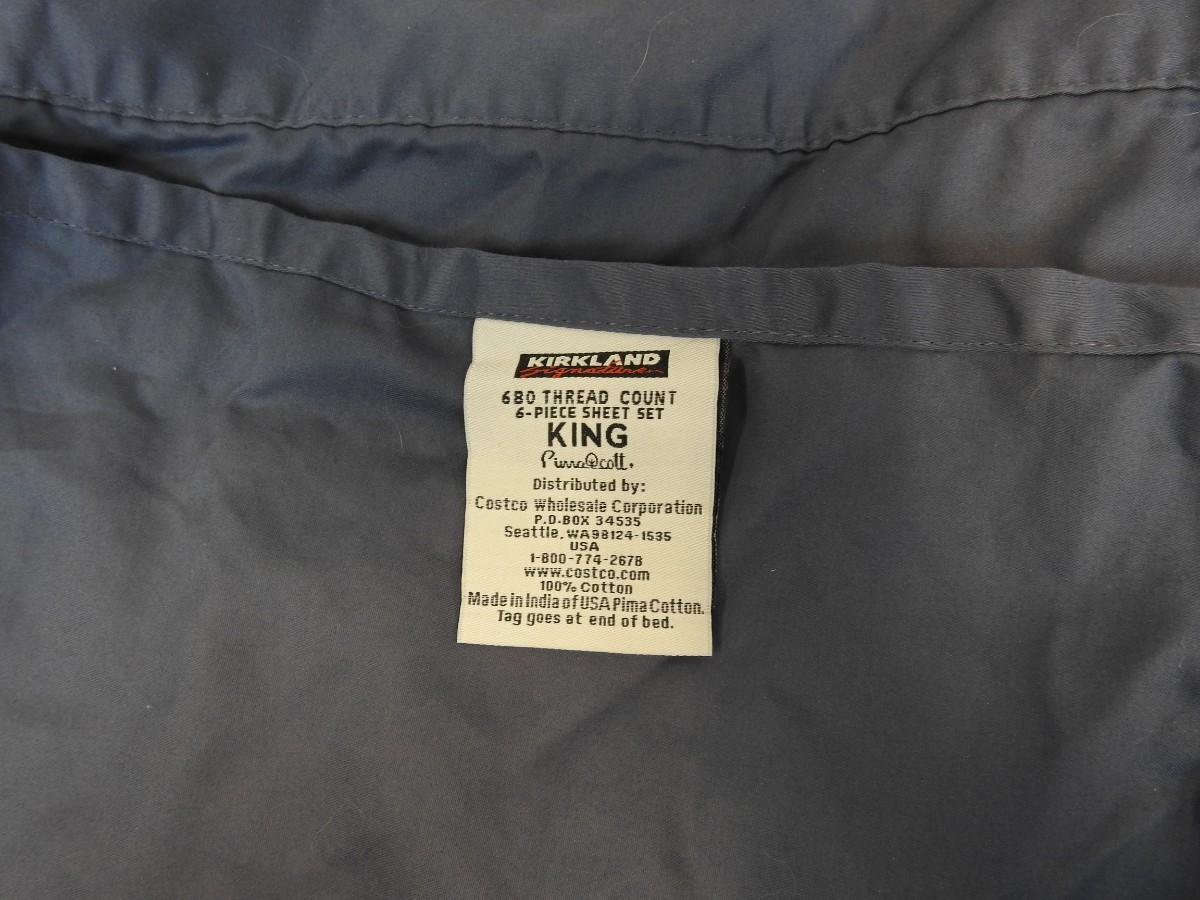 KIRKLAND
Signature
680 THREAD COUNT
6-PIECE SHEET SET
KING
PimaCott.
Distributed by:
Costco Wholesale Corporation
P.O.BOX 34535
Seattle, WA98124-1535
USA
1-800-774-2678
www.costco.com
100% Cotton
Made in India of USA Pima Cotton.
Tag goes at end of bed.